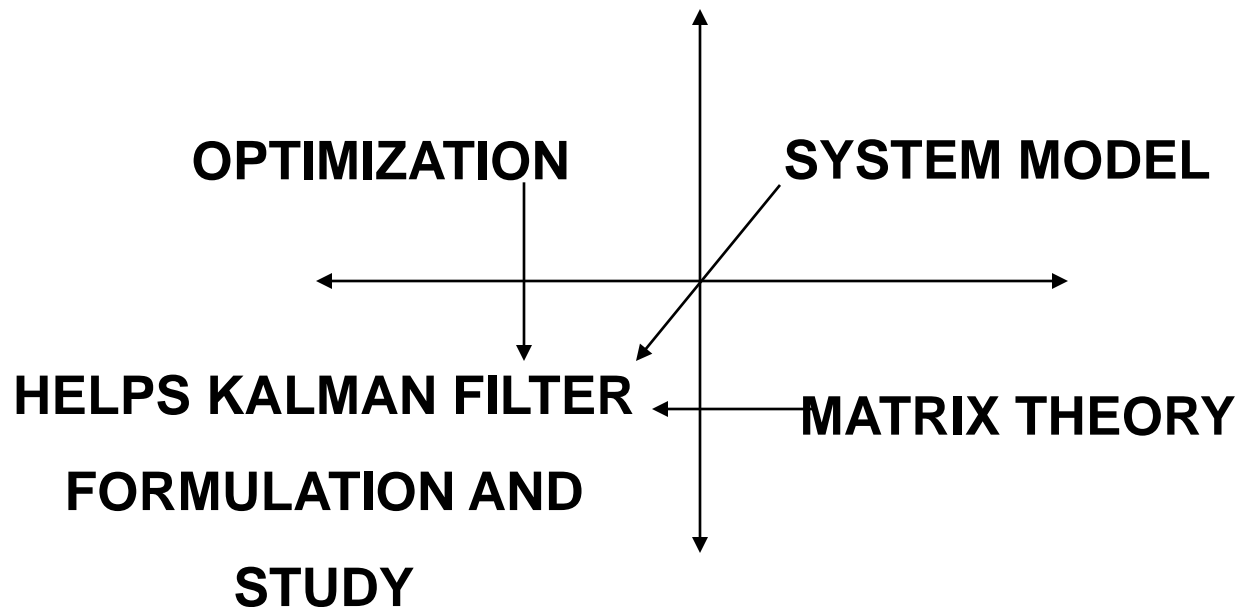 OPTIMIZATION
SYSTEM MODEL
HELPS KALMAN FILTER
FORMULATION AND
STUDY
MATRIX THEORY